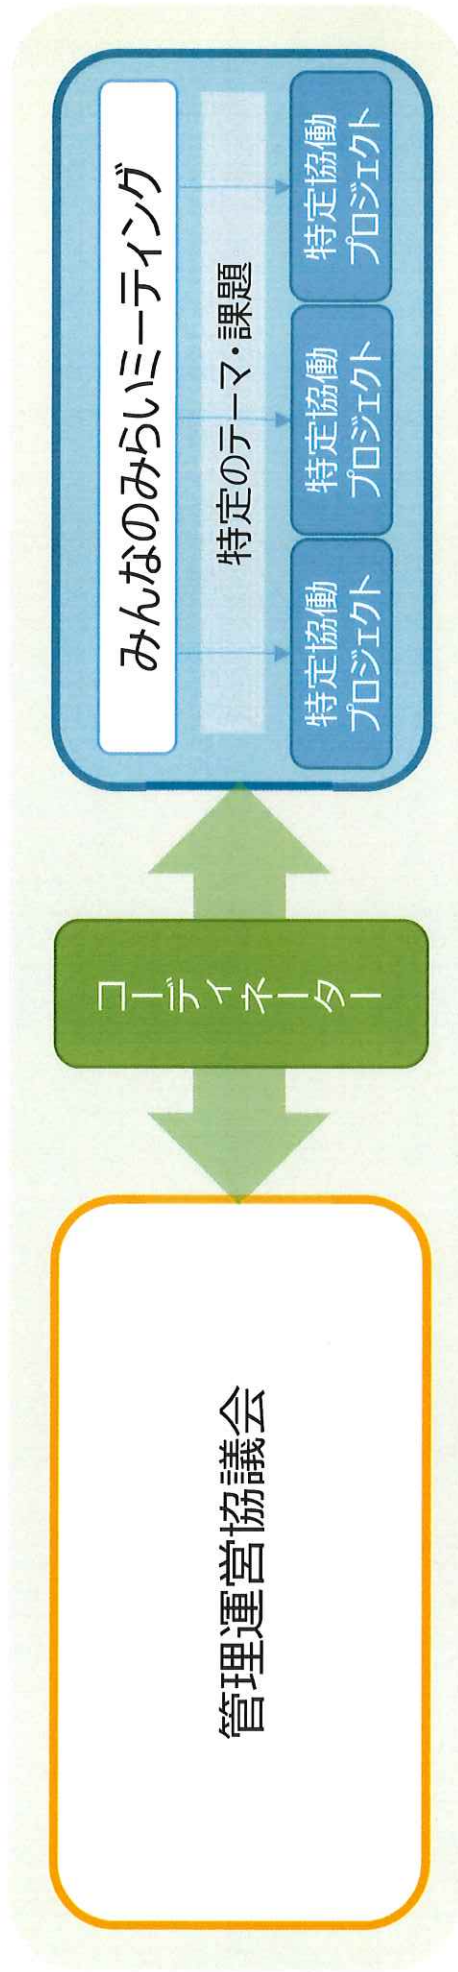 管理運営協議会
コーディネーター
みんなのみらいミーティング
特定のテーマ・課題
特定協働
プロジェクト
特定協働
プロジェクト
特定協働
プロジェクト